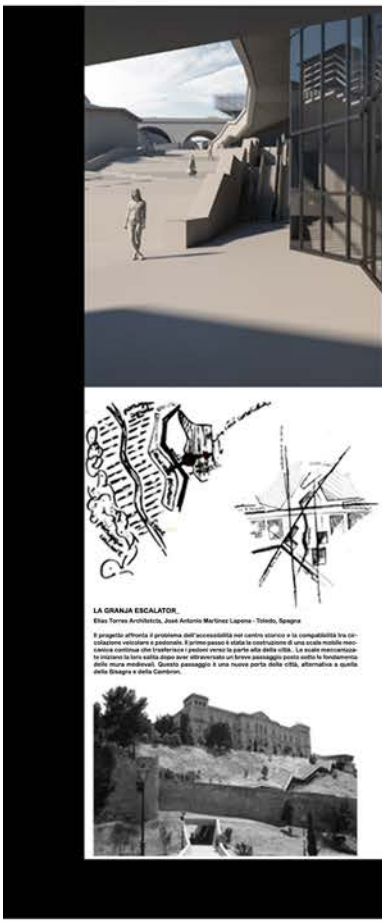 LA GRANJA ESCALATOR_
Elias Torres Architects, José Antonio Martínez Lapena - Toledo, Spagna
Il progetto affronta il problema dell'accessibilità nel centro storico e la compatibilità tra cir-
colazione veicolare e pedonale. Il primo passo è stata la costruzione di una scala mobile mec-
canica continua che trasferisce i pedoni verso la parte alta della città. Le scale meccanizza-
te iniziano la loro salita dopo aver attraversato un breve passaggio posto sotto le fondamenta
delle mura medievali. Questo passaggio è una nuova porta della città, alternativa a quella
della Bisagra e della Cambron.